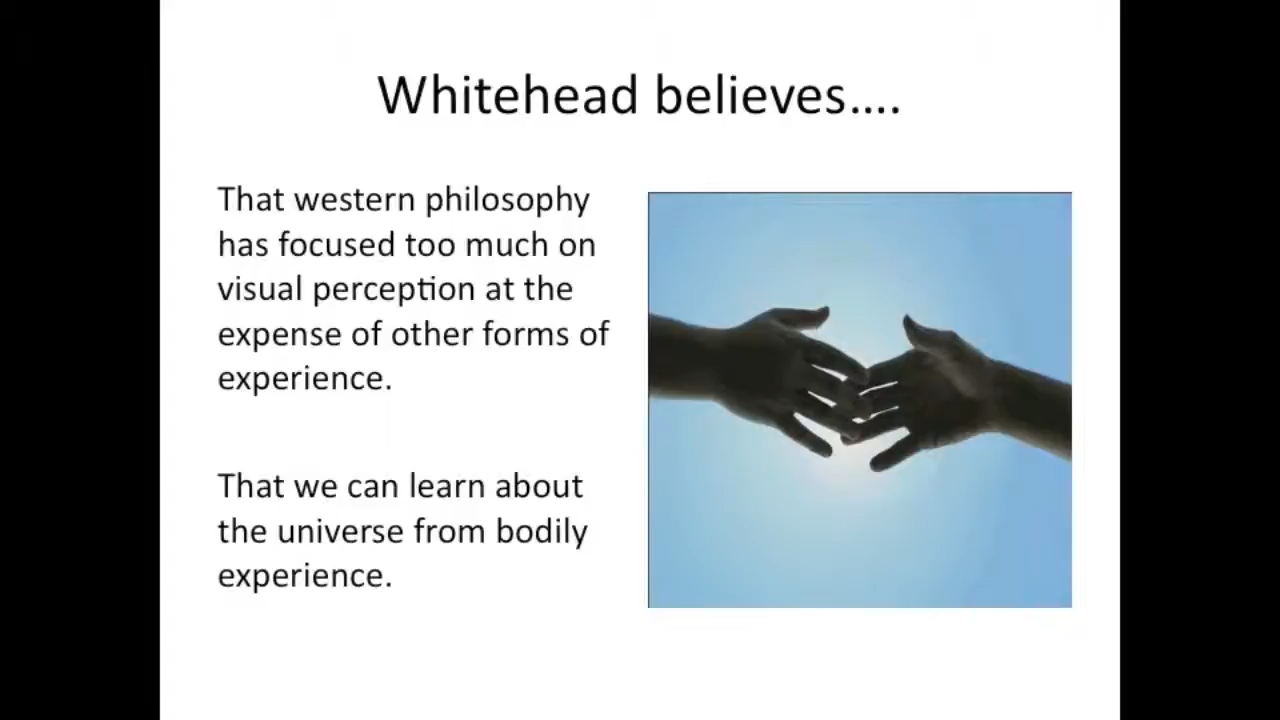 Whitehead believes....
That western philosophy
has focused too much on
visual perception at the
expense of other forms of
experience.
That we can learn about
the universe from bodily
experience.